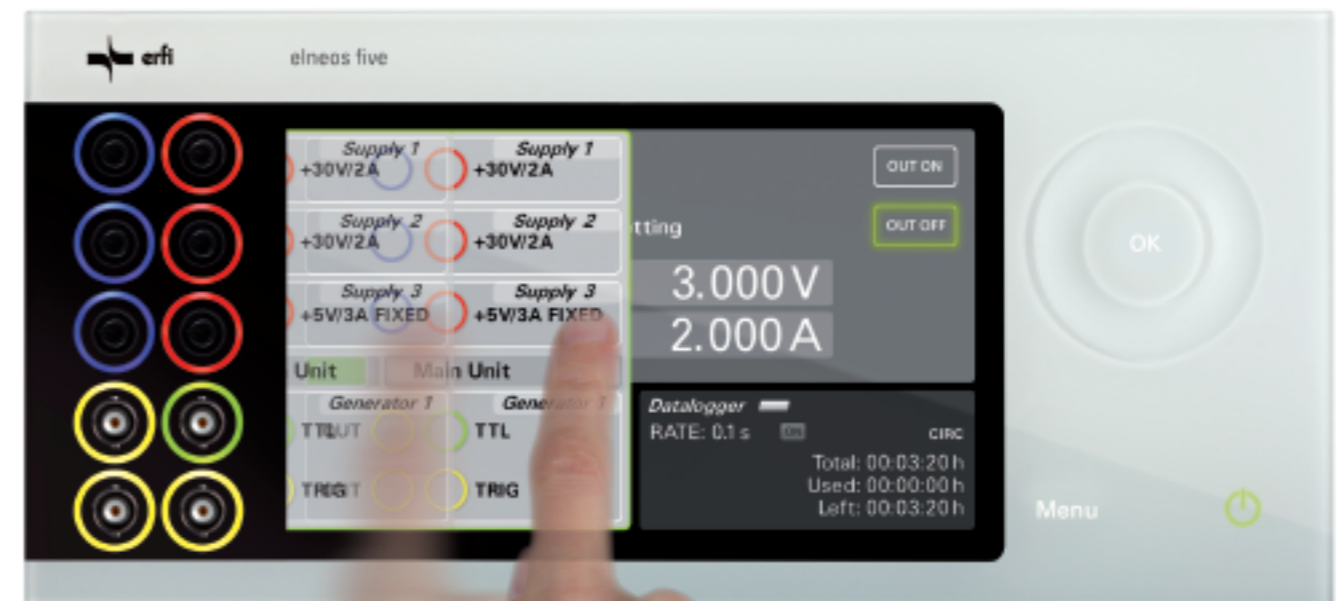 erfi
elneos five
Supply 1
+30V/2A
Supply 1
+30V/2A
OUT ON
Supply 2
+30V/2A
Supply 2
+30V/2A
tting
OUT OFF
Supply 3
+5V/3A FIXED
Supply 3
+5V/3A FIXED
3.000 V
2.000 A
OK
Unit
Main Unit
Generator 1
Generator 1
TTL
TRIG
Datalogger
RATE: 0.1 s
CIRC
Total: 00:03:20 h
Used: 00:00:00 h
Left: 00:03:20 h
Menu